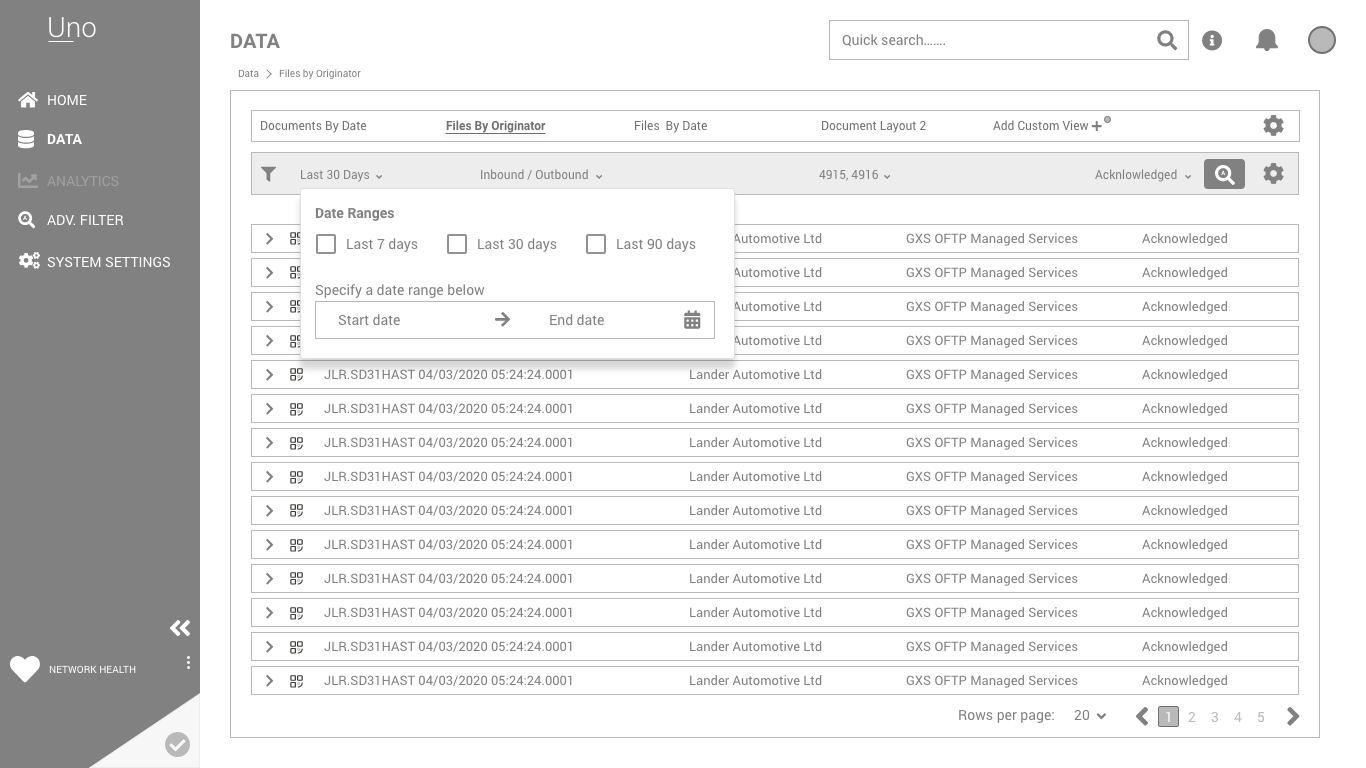 Uno
HOME
DATA
ANALYTICS
ADV. FILTER
SYSTEM SETTINGS
NETWORK HEALTH
DATA
Quick search.......
Data > Files by Originator
Documents By Date Files By Originator Files By Date Document Layout 2 Add Custom View +
Last 30 Days Inbound / Outbound 4915, 4916 Acknlowledged
Date Ranges
Last 7 days Last 30 days Last 90 days
Specify a date range below
Start date End date
Automotive Ltd GXS OFTP Managed Services Acknowledged
Automotive Ltd GXS OFTP Managed Services Acknowledged
Automotive Ltd GXS OFTP Managed Services Acknowledged
Automotive Ltd GXS OFTP Managed Services Acknowledged
JLR.SD31HAST 04/03/2020 05:24:24.0001 Lander Automotive Ltd GXS OFTP Managed Services Acknowledged
JLR.SD31HAST 04/03/2020 05:24:24.0001 Lander Automotive Ltd GXS OFTP Managed Services Acknowledged
JLR.SD31HAST 04/03/2020 05:24:24.0001 Lander Automotive Ltd GXS OFTP Managed Services Acknowledged
JLR.SD31HAST 04/03/2020 05:24:24.0001 Lander Automotive Ltd GXS OFTP Managed Services Acknowledged
JLR.SD31HAST 04/03/2020 05:24:24.0001 Lander Automotive Ltd GXS OFTP Managed Services Acknowledged
JLR.SD31HAST 04/03/2020 05:24:24.0001 Lander Automotive Ltd GXS OFTP Managed Services Acknowledged
JLR.SD31HAST 04/03/2020 05:24:24.0001 Lander Automotive Ltd GXS OFTP Managed Services Acknowledged
JLR.SD31HAST 04/03/2020 05:24:24.0001 Lander Automotive Ltd GXS OFTP Managed Services Acknowledged
JLR.SD31HAST 04/03/2020 05:24:24.0001 Lander Automotive Ltd GXS OFTP Managed Services Acknowledged
JLR.SD31HAST 04/03/2020 05:24:24.0001 Lander Automotive Ltd GXS OFTP Managed Services Acknowledged
Rows per page: 20 1 2 3 4 5